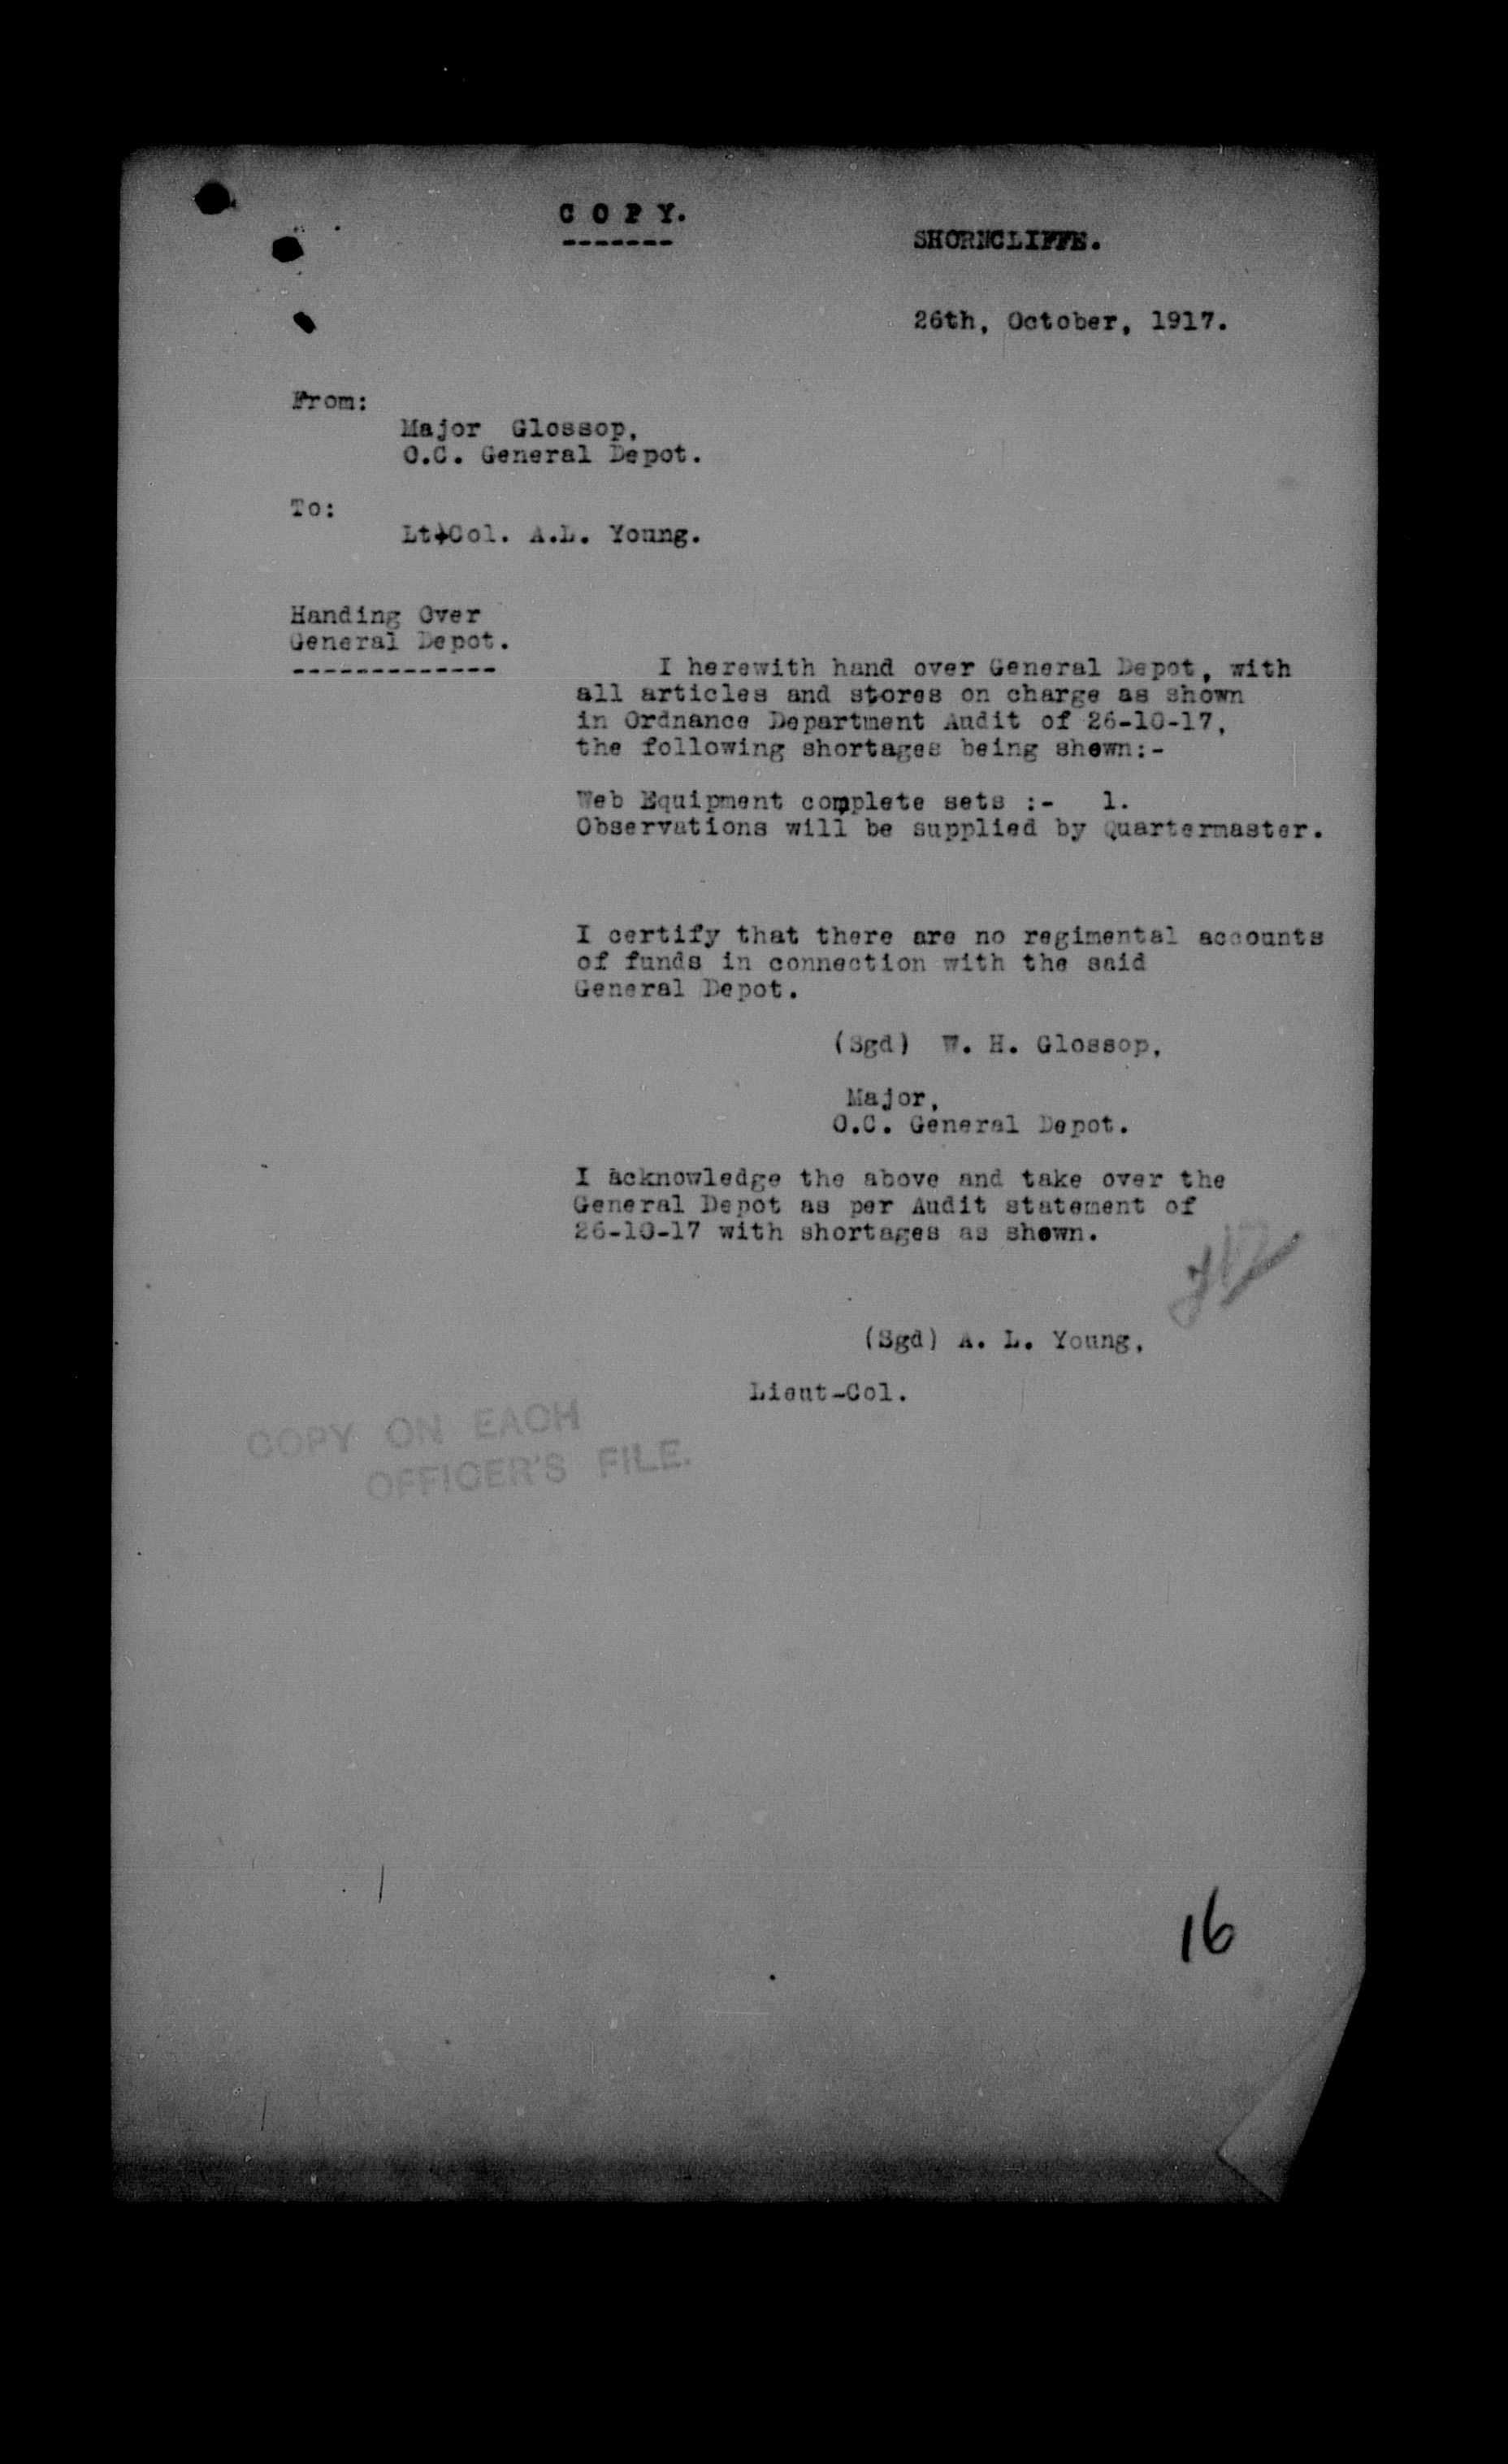 C O P Y.
SHORNCLIFFE.
26th, October, 1917.
From:
Major Glossop,
O.C. General Depot.
To:
Lt-Col. A.L. Young.
Handing Over
General Depot.
I herewith hand over General Depot, with
all articles and stores on charge as shown
in Ordnance Department Audit of 26-10-17,
the following shortages being shewn:-
Web Equipment complete sets :- 1.
Observations will be supplied by Quartermaster.
I certify that there are no regimental accounts
of funds in connection with the said
General Depot.
(Sgd) W. H. Glossop,
Major,
O.C. General Depot.
I acknowledge the above and take over the
General Depot as per Audit statement of
26-10-17 with shortages as shewn.
(Sgd) A. L. Young,
Lieut-Col.
COPY ON EACH
OFFICER'S FILE.
16